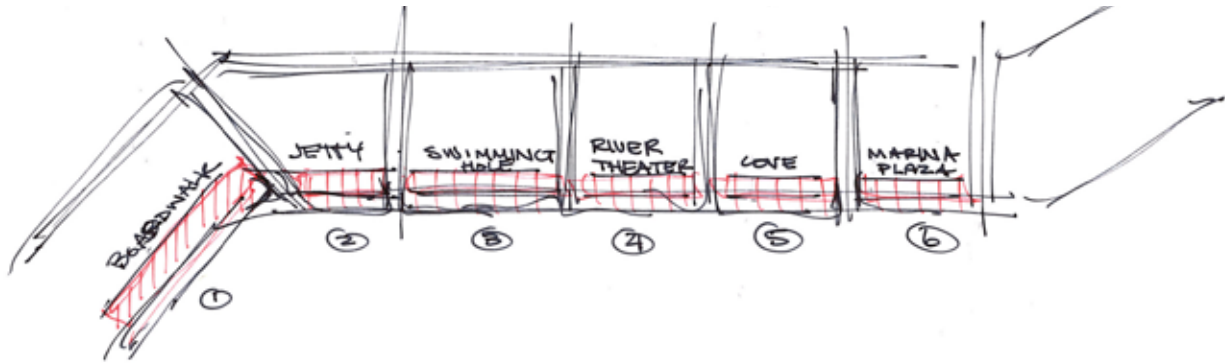 BOARDWALK
JETTY
SWIMMING
HOLE
RIVER
THEATER
COVE
MARINA
PLAZA
1
2
3
4
5
6